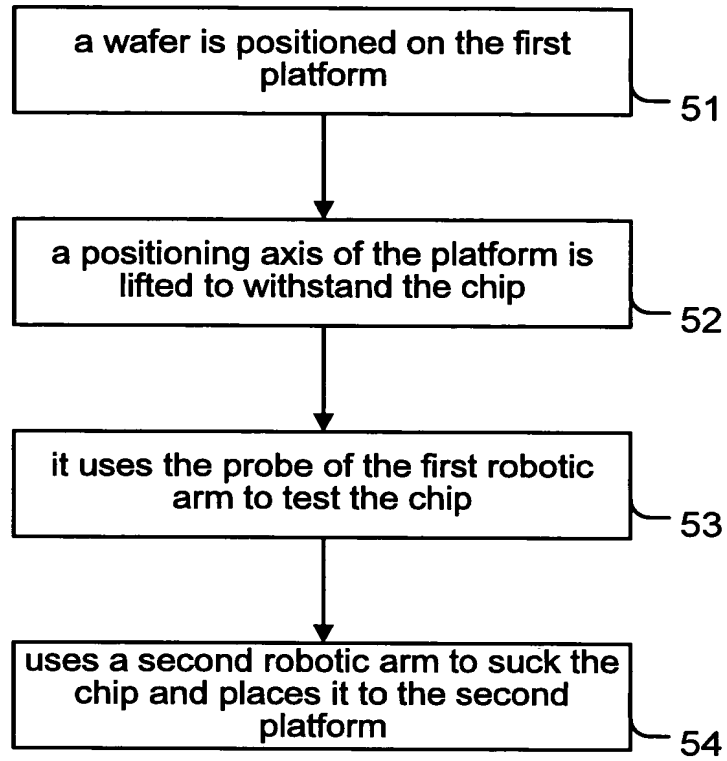 a wafer is positioned on the first
platform
51
a positioning axis of the platform is
lifted to withstand the chip
52
it uses the probe of the first robotic
arm to test the chip
53
uses a second robotic arm to suck the
chip and places it to the second
platform
54